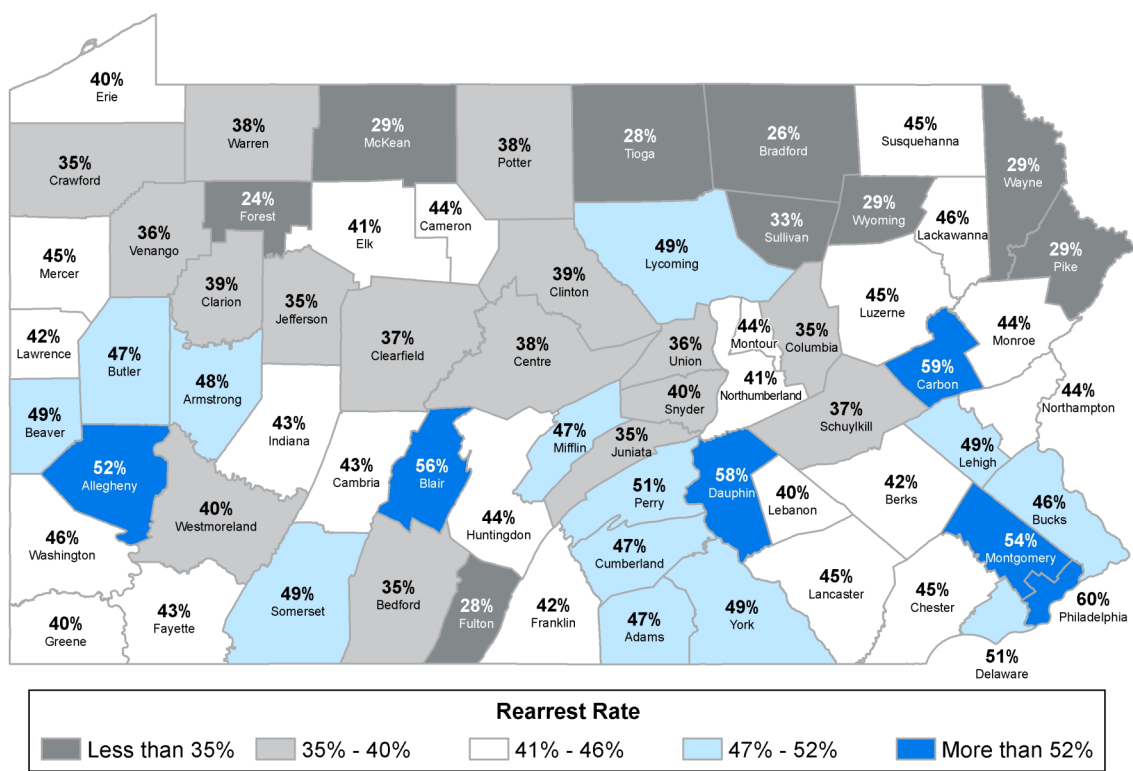 40%
Erie
38%
Warren
29%
McKean
38%
Potter
28%
Tioga
26%
Bradford
45%
Susquehanna
35%
Crawford
29%
Wayne
24%
Forest
41%
Elk
44%
Cameron
33%
Sullivan
29%
Wyoming
46%
Lackawanna
36%
Venango
45%
Mercer
49%
Lycoming
29%
Pike
39%
Clarion
35%
Jefferson
39%
Clinton
45%
Luzerne
42%
Lawrence
47%
Butler
37%
Clearfield
38%
Centre
36%
Union
44%
Montour
35%
Columbia
44%
Monroe
59%
Carbon
48%
Armstrong
40%
Snyder
41%
Northumberland
44%
Northampton
49%
Beaver
43%
Indiana
47%
Mifflin
35%
Juniata
37%
Schuylkill
49%
Lehigh
52%
Allegheny
43%
Cambria
56%
Blair
58%
Dauphin
51%
Perry
40%
Lebanon
42%
Berks
46%
Bucks
40%
Westmoreland
44%
Huntingdon
54%
Montgomery
46%
Washington
47%
Cumberland
45%
Lancaster
45%
Chester
60%
Philadelphia
40%
Greene
43%
Fayette
49%
Somerset
35%
Bedford
28%
Fulton
42%
Franklin
47%
Adams
49%
York
51%
Delaware
Rearrest Rate
Less than 35%
35% - 40%
41% - 46%
47% - 52%
More than 52%